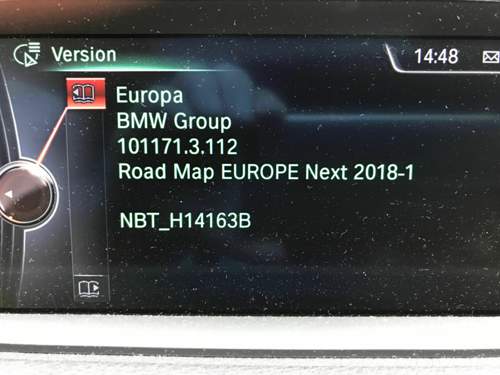 Version
14:48
Europa
BMW Group
101171.3.112
Road Map EUROPE Next 2018-1
NBT_H14163B